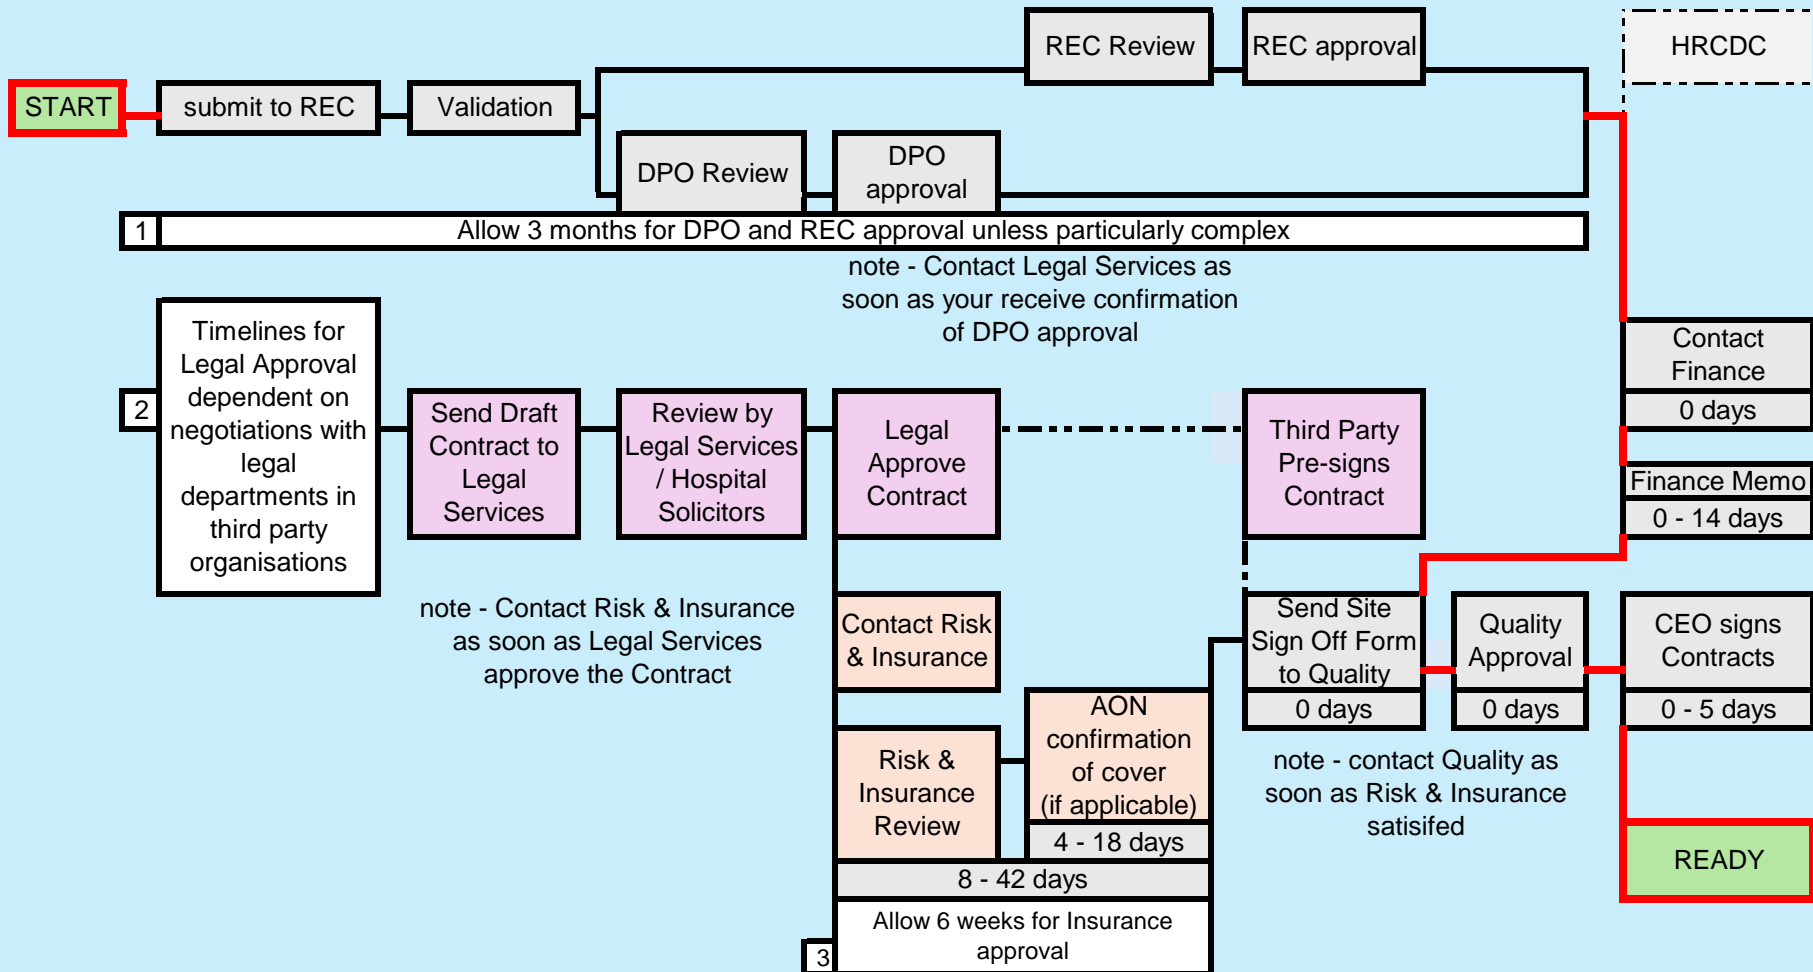 START
submit to REC
Validation
REC Review
REC approval
HRCDC
DPO Review
DPO
approval
1
Allow 3 months for DPO and REC approval unless particularly complex
note - Contact Legal Services as
soon as your receive confirmation
of DPO approval
2
Timelines for
Legal Approval
dependent on
negotiations with
legal
departments in
third party
organisations
Send Draft
Contract to
Legal
Services
Review by
Legal Services
/ Hospital
Solicitors
Legal
Approve
Contract
Third Party
Pre-signs
Contract
Contact
Finance
0 days
Finance Memo
0 - 14 days
note - Contact Risk & Insurance
as soon as Legal Services
approve the Contract
Contact Risk
& Insurance
Send Site
Sign Off Form
to Quality
0 days
Quality
Approval
0 days
CEO signs
Contracts
0 - 5 days
Risk &
Insurance
Review
AON
confirmation
of cover
(if applicable)
4 - 18 days
8 - 42 days
note - contact Quality as
soon as Risk & Insurance
satisifed
READY
3
Allow 6 weeks for Insurance
approval